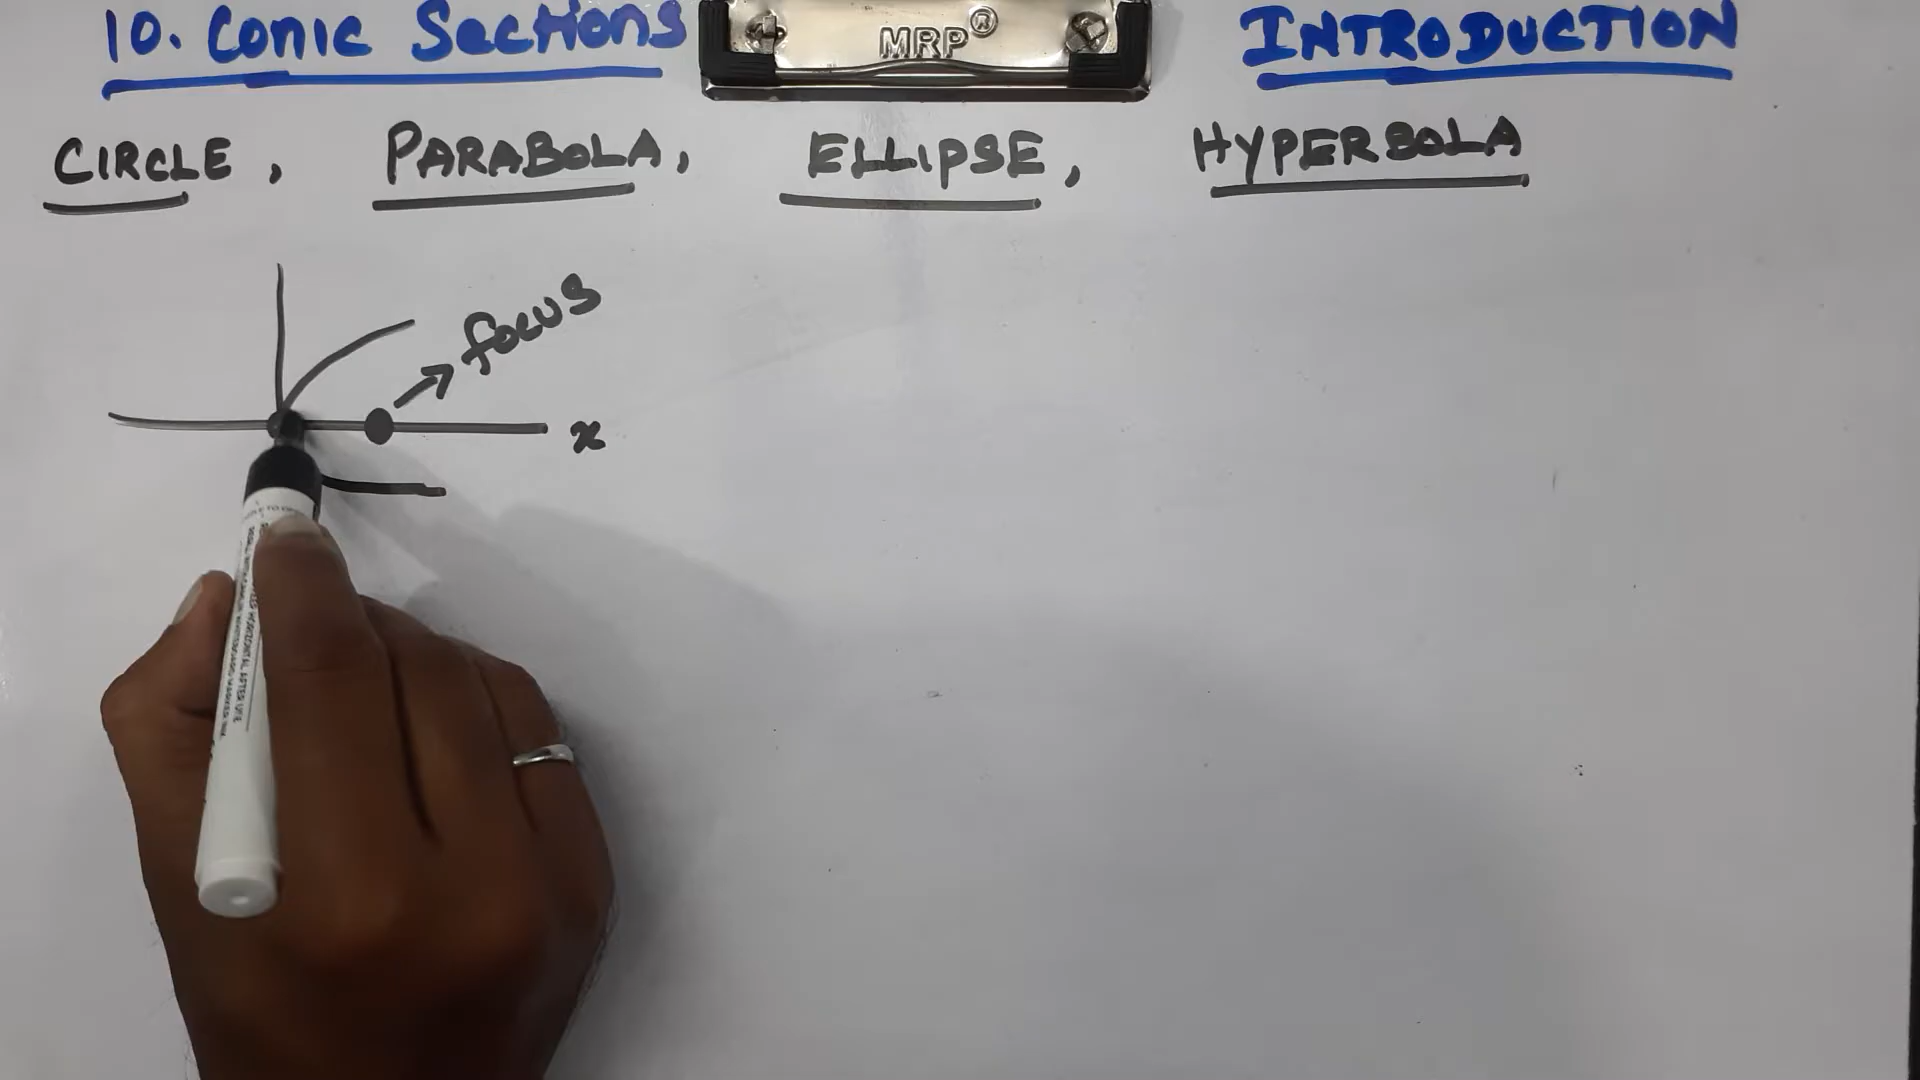 10. Conic Sections
MRP®
INTRODUCTION
CIRCLE, PARABOLA, ELLIPSE, HYPERBOLA
focus
x